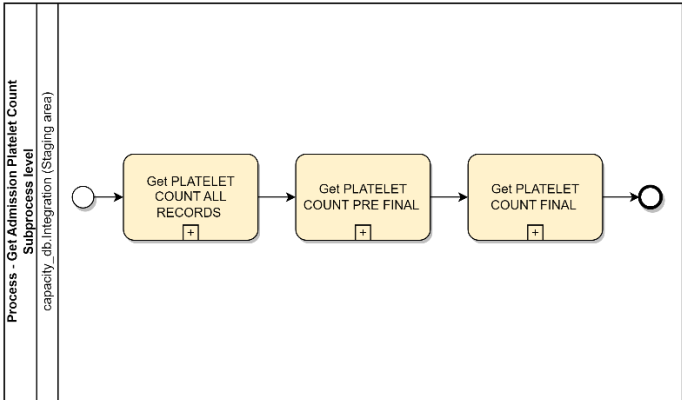 Process - Get Admission Platelet Count
Subprocess level
capacity_db.Integration (Staging area)
Get PLATELET
COUNT ALL
RECORDS
+
Get PLATELET
COUNT PRE FINAL
+
Get PLATELET
COUNT FINAL
+